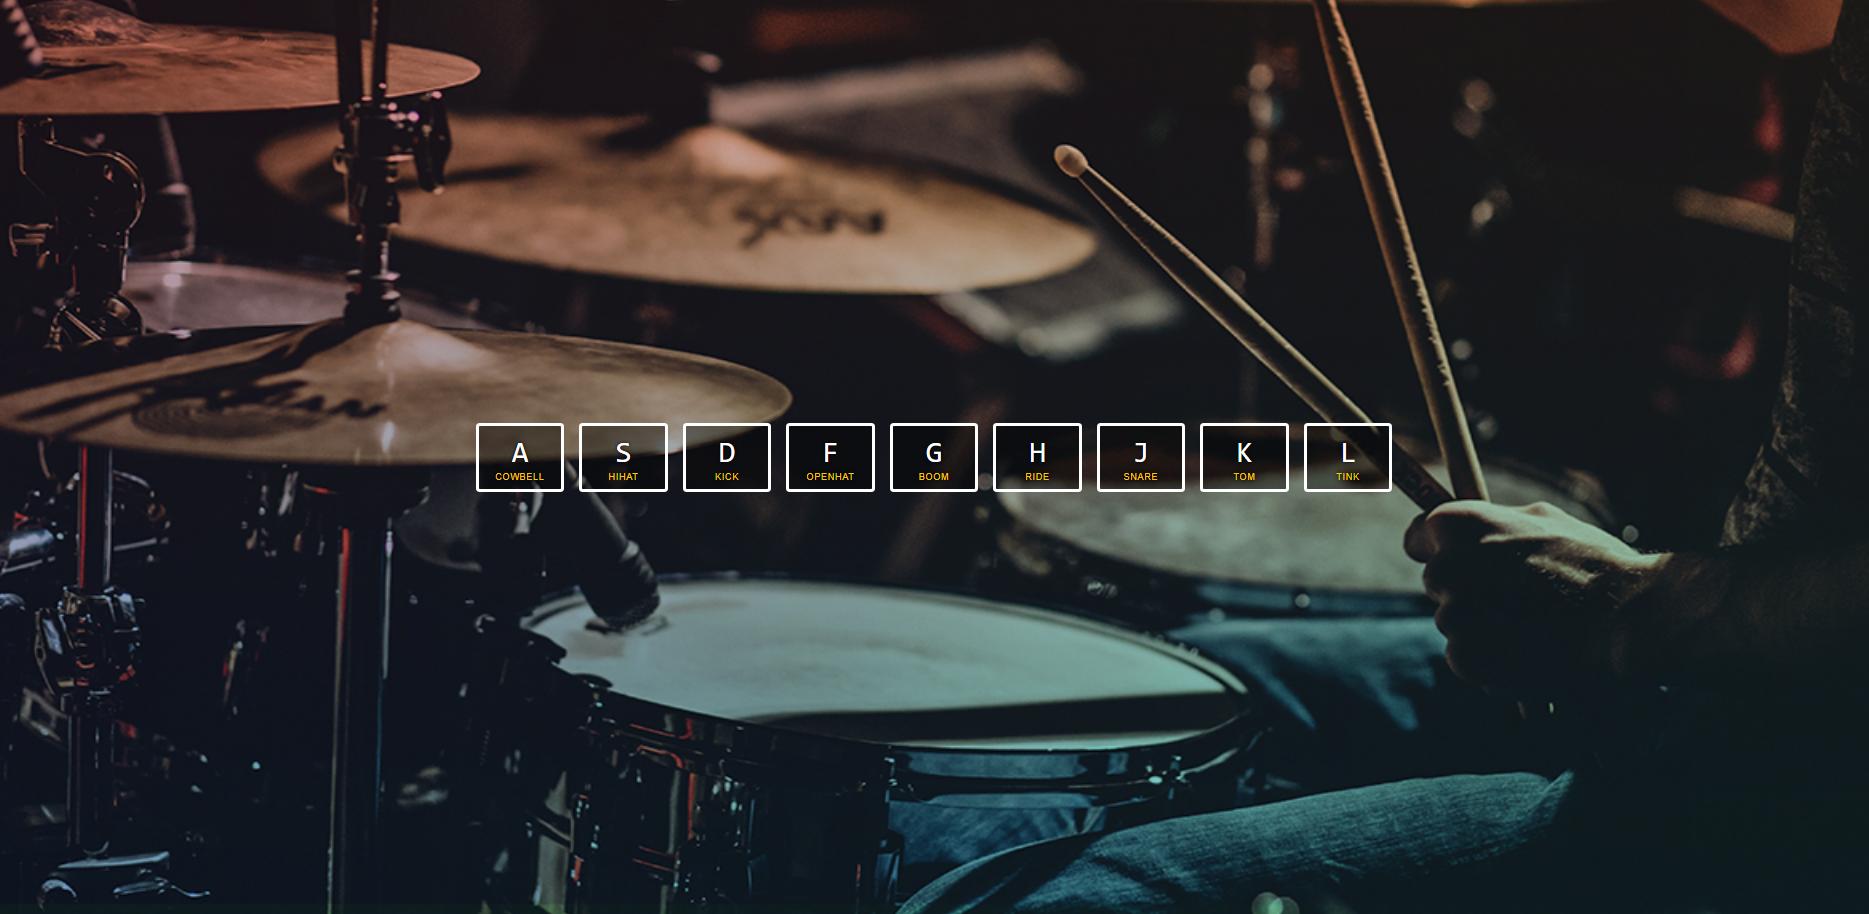 A S D F G H J K L
COWBELL HIHAT KICK OPENHAT BOOM RIDE SNARE TOM TINK